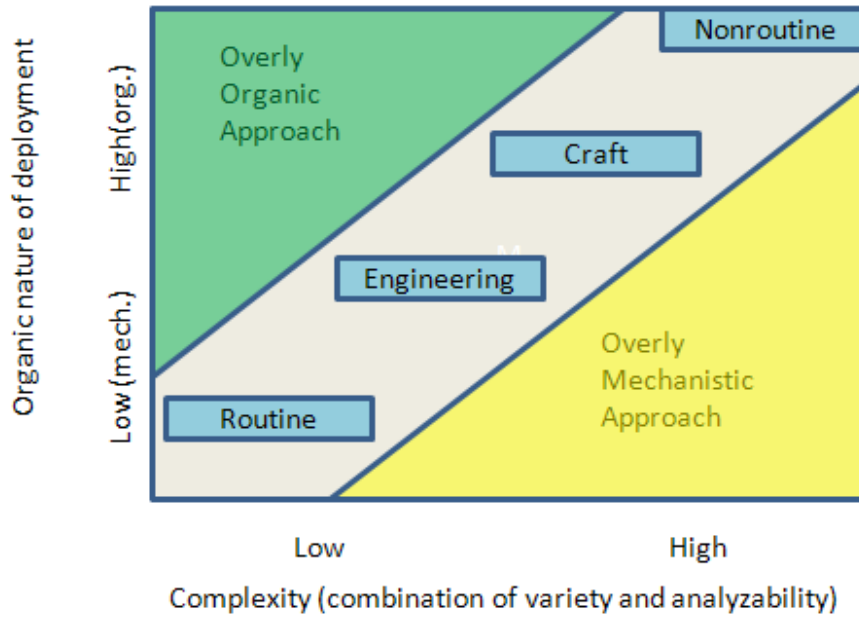 Organic nature of deployment
High(org.)
Low (mech.)
Overly
Organic
Approach
Nonroutine
Craft
M
Engineering
Routine
Overly
Mechanistic
Approach
Low
High
Complexity (combination of variety and analyzability)